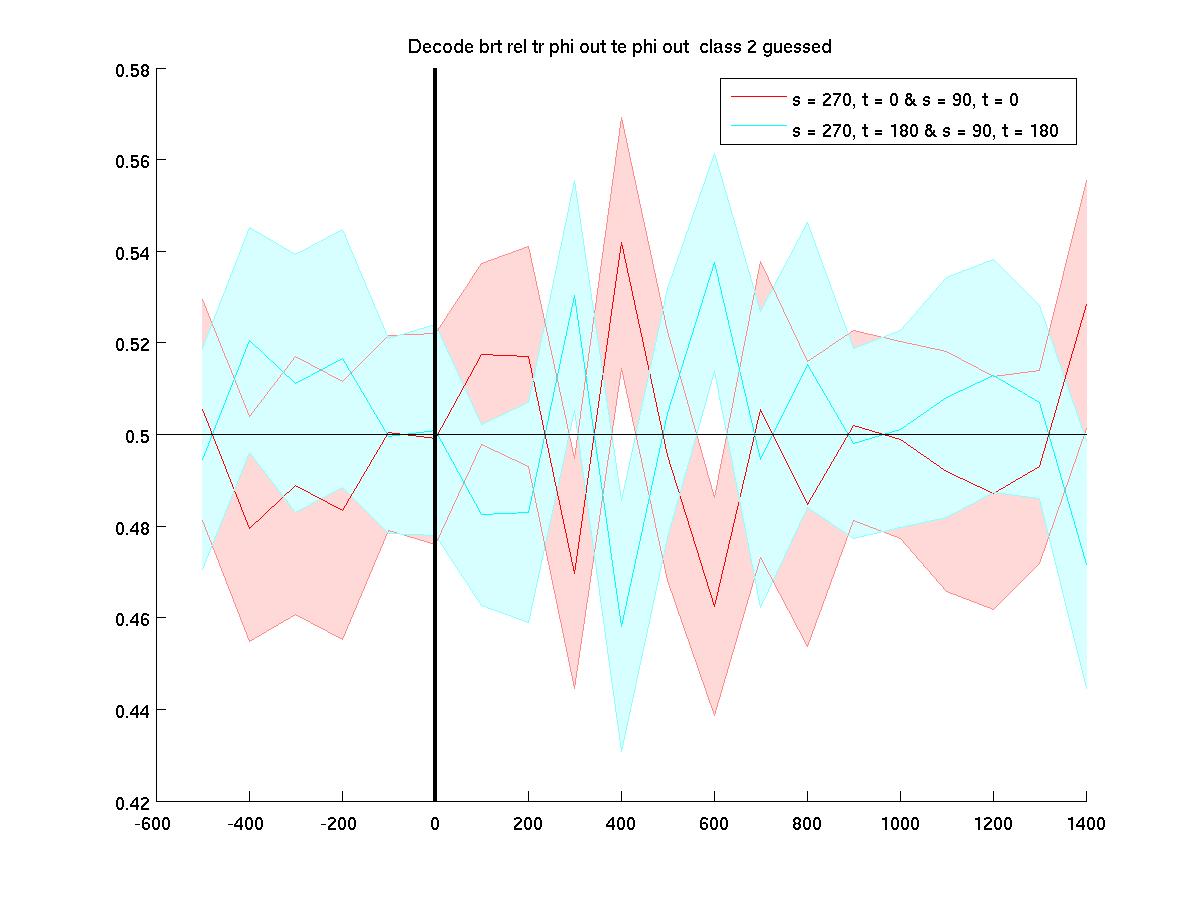 Decode brt rel tr phi out te phi out  class 2 guessed
s = 270, t = 0 & s = 90, t = 0
s = 270, t = 180 & s = 90, t = 180
0.58
0.56
0.54
0.52
0.5
0.48
0.46
0.44
0.42
-600 -400 -200 0 200 400 600 800 1000 1200 1400